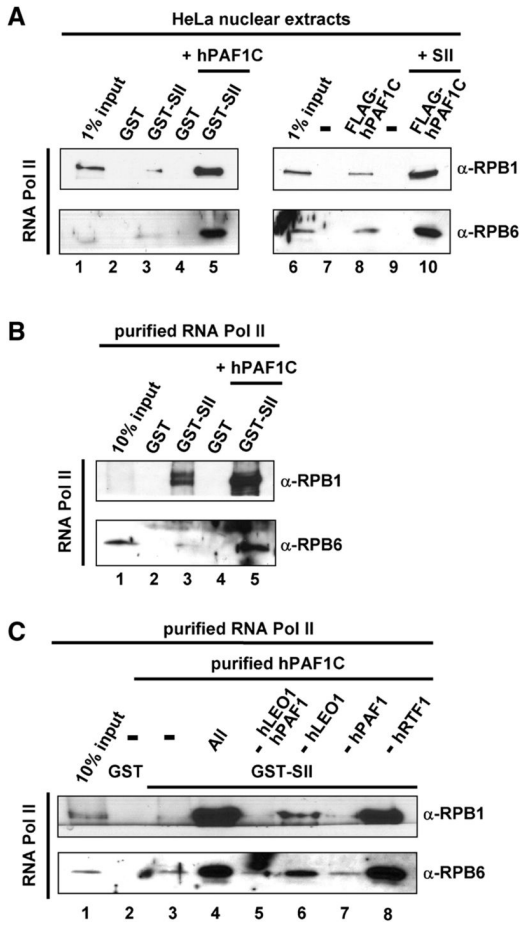 A
HeLa nuclear extracts
+ hPAF1C
+ SII
1% input
GST
GST-SII
GST
GST-SII
1% input
-
FLAG-hPAF1C
-
FLAG-hPAF1C
RNA Pol II
α-RPB1
α-RPB6
1 2 3 4 5 6 7 8 9 10
B
purified RNA Pol II
+ hPAF1C
10% input
GST
GST-SII
GST
GST-SII
RNA Pol II
α-RPB1
α-RPB6
1 2 3 4 5
C
purified RNA Pol II
purified hPAF1C
10% input
-
-
All
- hLEO1
hPAF1
- hLEO1
- hPAF1
- hRTF1
GST
GST-SII
RNA Pol II
α-RPB1
α-RPB6
1 2 3 4 5 6 7 8